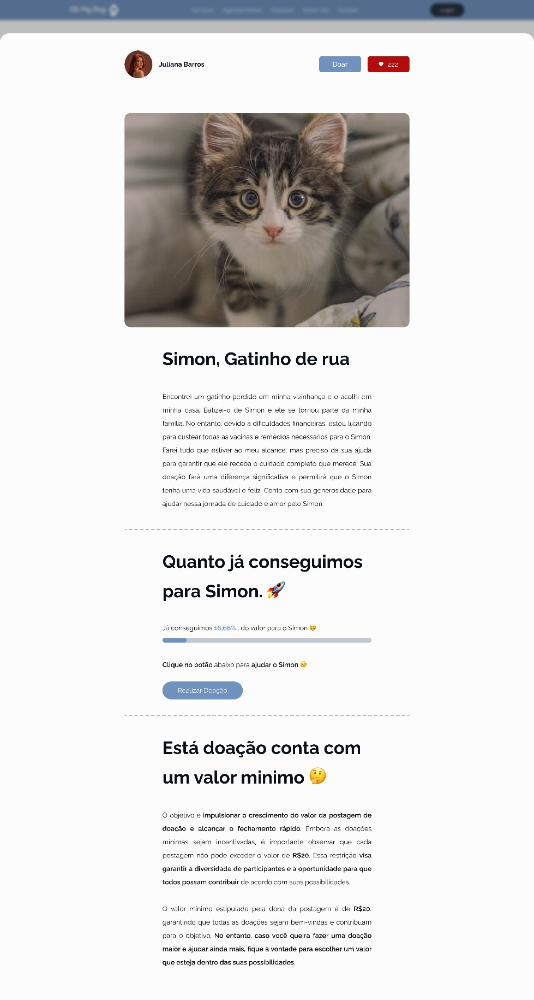 Serviços Agendamentos Doações Sobre nós Contato
Login
Juliana Barros
Doar
222
Simon, Gatinho de rua
Encontrei um gatinho perdido em minha vizinhança e o acolhi em
minha casa. Batizei-o de Simon e ele se tornou parte da minha
família. No entanto, devido a dificuldades financeiras, estou lutando
para custear todas as vacinas e remédios necessários para o Simon.
Farei tudo que estiver ao meu alcance, mas preciso da sua ajuda
para garantir que ele receba o cuidado completo que merece. Sua
doação fará uma diferença significativa e permitirá que o Simon
tenha uma vida saudável e feliz. Conto com sua generosidade para
ajudar nessa jornada de cuidado e amor pelo Simon.
Quanto já conseguimos
para Simon. 🚀
Já conseguimos 16,66% , do valor para o Simon 😁
Clique no botão abaixo para ajudar o Simon 😉
Realizar Doação
Está doação conta com
um valor minimo 🤔
O objetivo é impulsionar o crescimento do valor da postagem de
doação e alcançar o fechamento rápido. Embora as doações
mínimas sejam incentivadas, é importante observar que cada
postagem não pode exceder o valor de R$20. Essa restrição visa
garantir a diversidade de participantes e a oportunidade para que
todos possam contribuir de acordo com suas possibilidades.
O valor mínimo estipulado pela dona da postagem é de R$20,
garantindo que todas as doações sejam bem-vindas e contribuam
para o objetivo. No entanto, caso você queira fazer uma doação
maior e ajudar ainda mais, fique à vontade para escolher um valor
que esteja dentro das suas possibilidades.